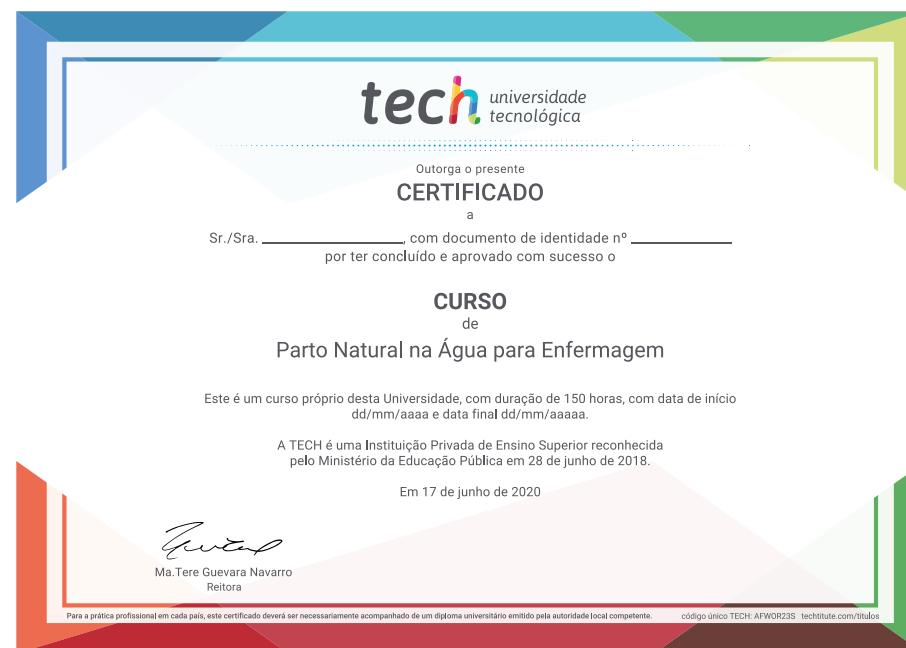 tech universidade
tecnológica
Outorga o presente
CERTIFICADO
a
Sr./Sra. ____________, com documento de identidade nº ____________
por ter concluído e aprovado com sucesso o
CURSO
de
Parto Natural na Água para Enfermagem
Este é um curso próprio desta Universidade, com duração de 150 horas, com data de início
dd/mm/aaaa e data final dd/mm/aaaaa.
A TECH é uma Instituição Privada de Ensino Superior reconhecida
pelo Ministério da Educação Pública em 28 de junho de 2018.
Em 17 de junho de 2020
Ma.Tere Guevara Navarro
Reitora
Para a prática profissional em cada país, este certificado deverá ser necessariamente acompanhado de um diploma universitário emitido pela autoridade local competente. código único TECH: AFWOR23S techtitute.com/titulos